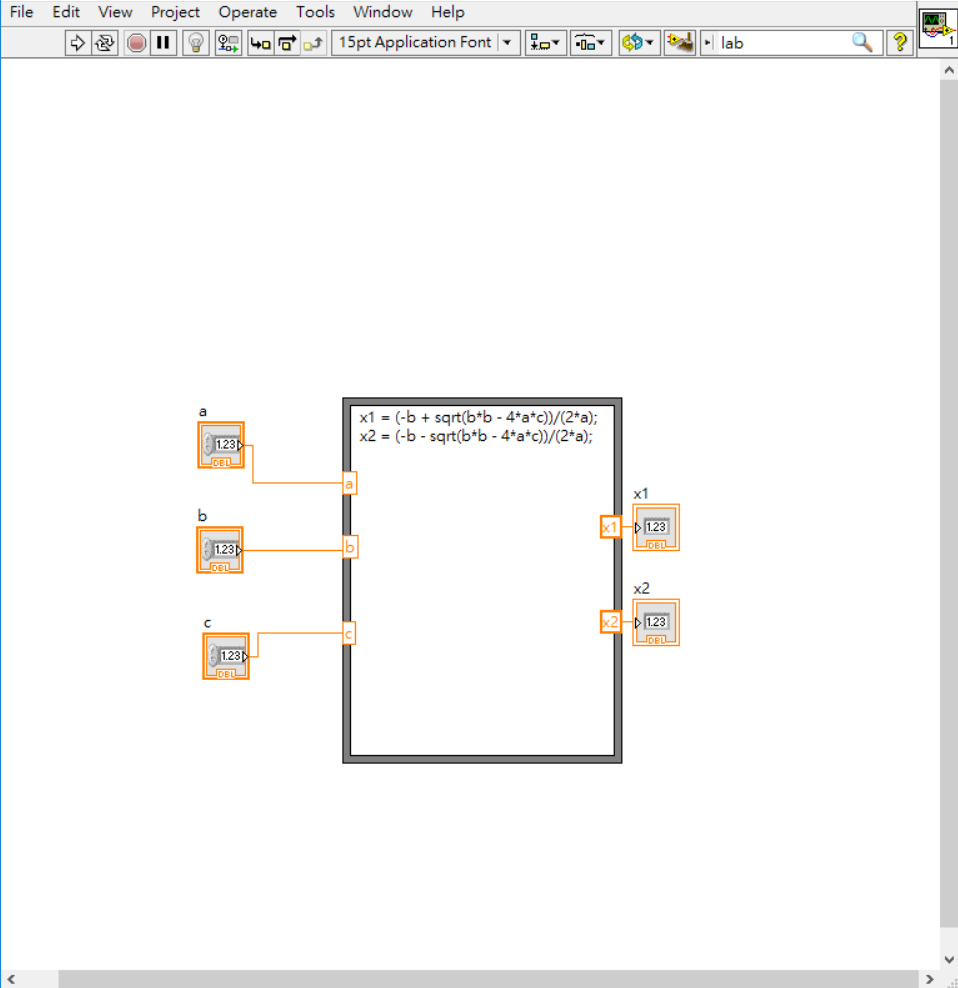 File Edit View Project Operate Tools Window Help
15pt Application Font lab ? 1
a
1.23
DBL
x1 = (-b + sqrt(b*b - 4*a*c))/(2*a);
x2 = (-b - sqrt(b*b - 4*a*c))/(2*a);
a
b
1.23
DBL
b
c
1.23
DBL
c
x1
x1
1.23
DBL
x2
x2
1.23
DBL